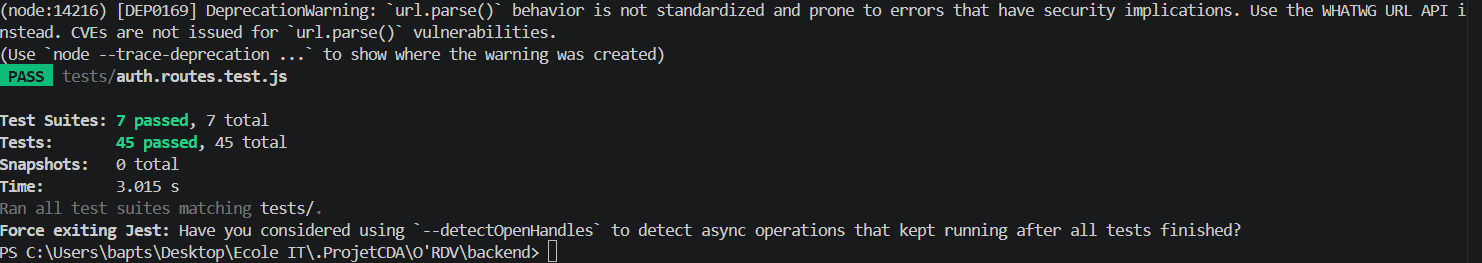 (node:14216) [DEP0169] DeprecationWarning: `url.parse()` behavior is not standardized and prone to errors that have security implications. Use the WHATWG URL API i
nstead. CVEs are not issued for `url.parse()` vulnerabilities.
(Use `node --trace-deprecation ...` to show where the warning was created)
PASS tests/auth.routes.test.js
Test Suites: 7 passed, 7 total
Tests: 45 passed, 45 total
Snapshots: 0 total
Time: 3.015 s
Ran all test suites matching tests/.
Force exiting Jest: Have you considered using `--detectOpenHandles` to detect async operations that kept running after all tests finished?
PS C:\Users\bapts\Desktop\Ecole IT\.ProjetCDA\O'RDV\backend>